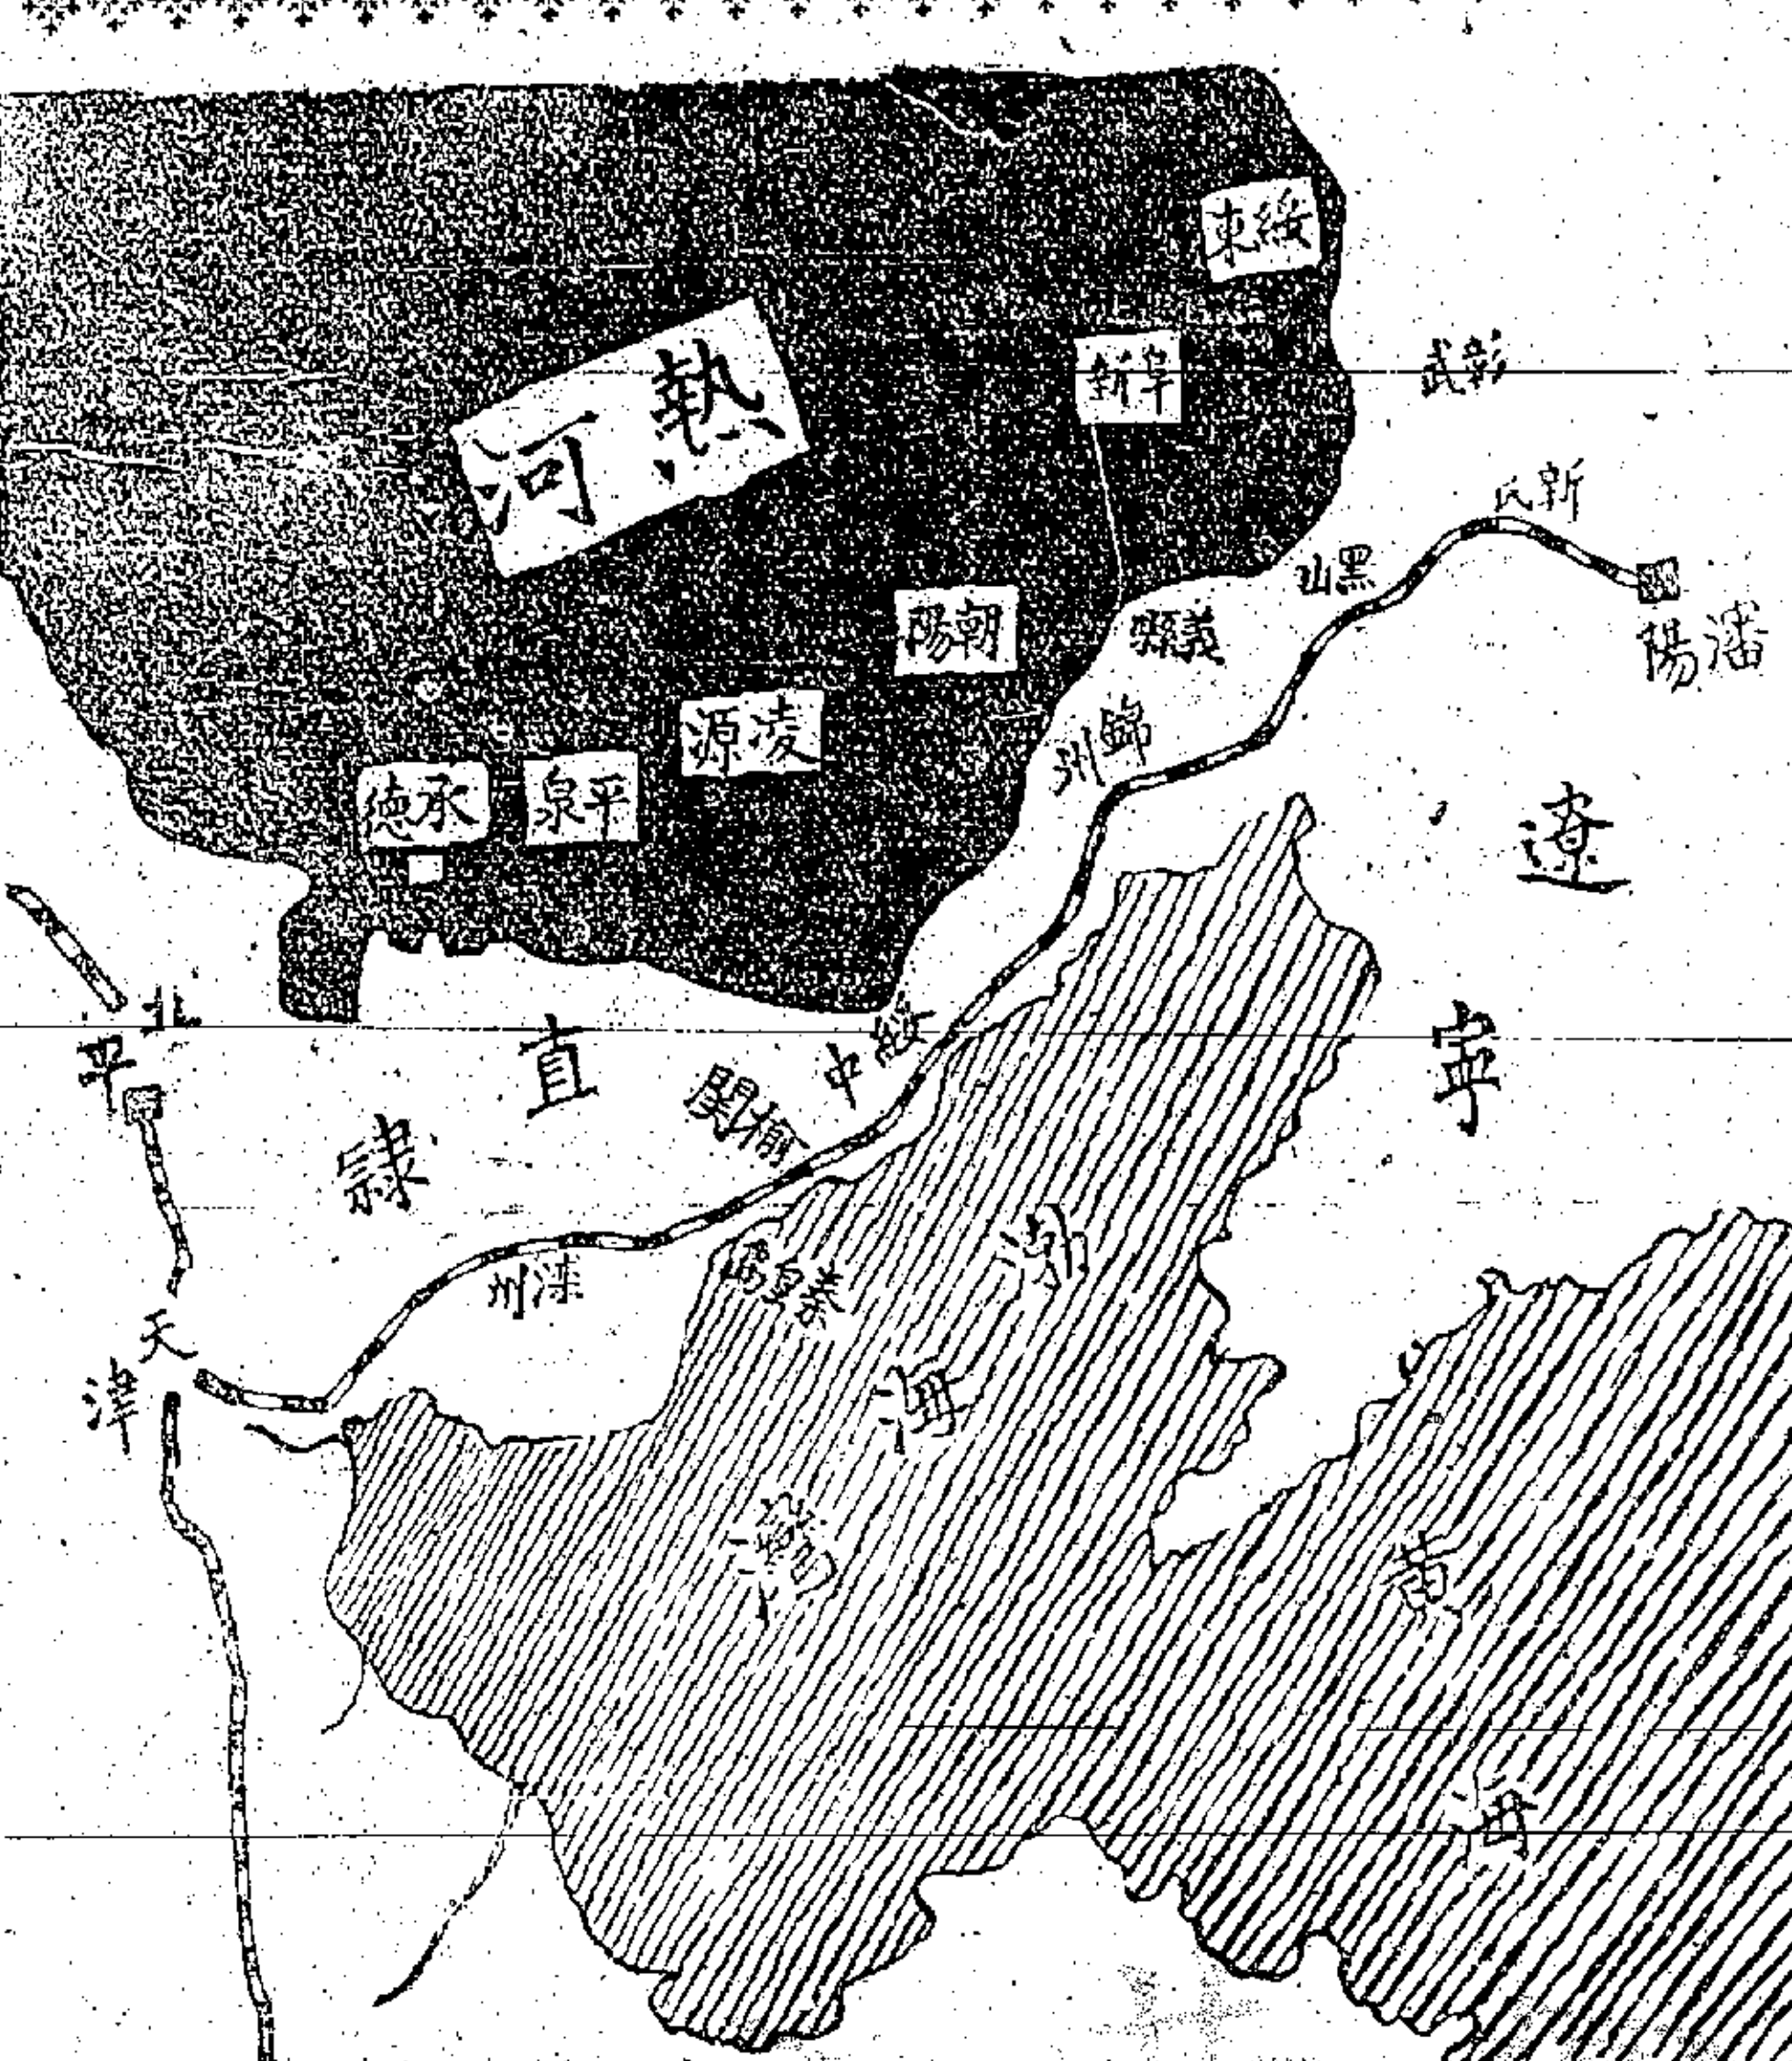 綏東
阜新
彰武
熱河
新民
黑山
瀋陽
朝陽
義縣
錦州
凌源
平泉
承德
遼寧
北平
直隸
綏中
榆關
灤州
秦皇島
天津
渤海灣
黃海